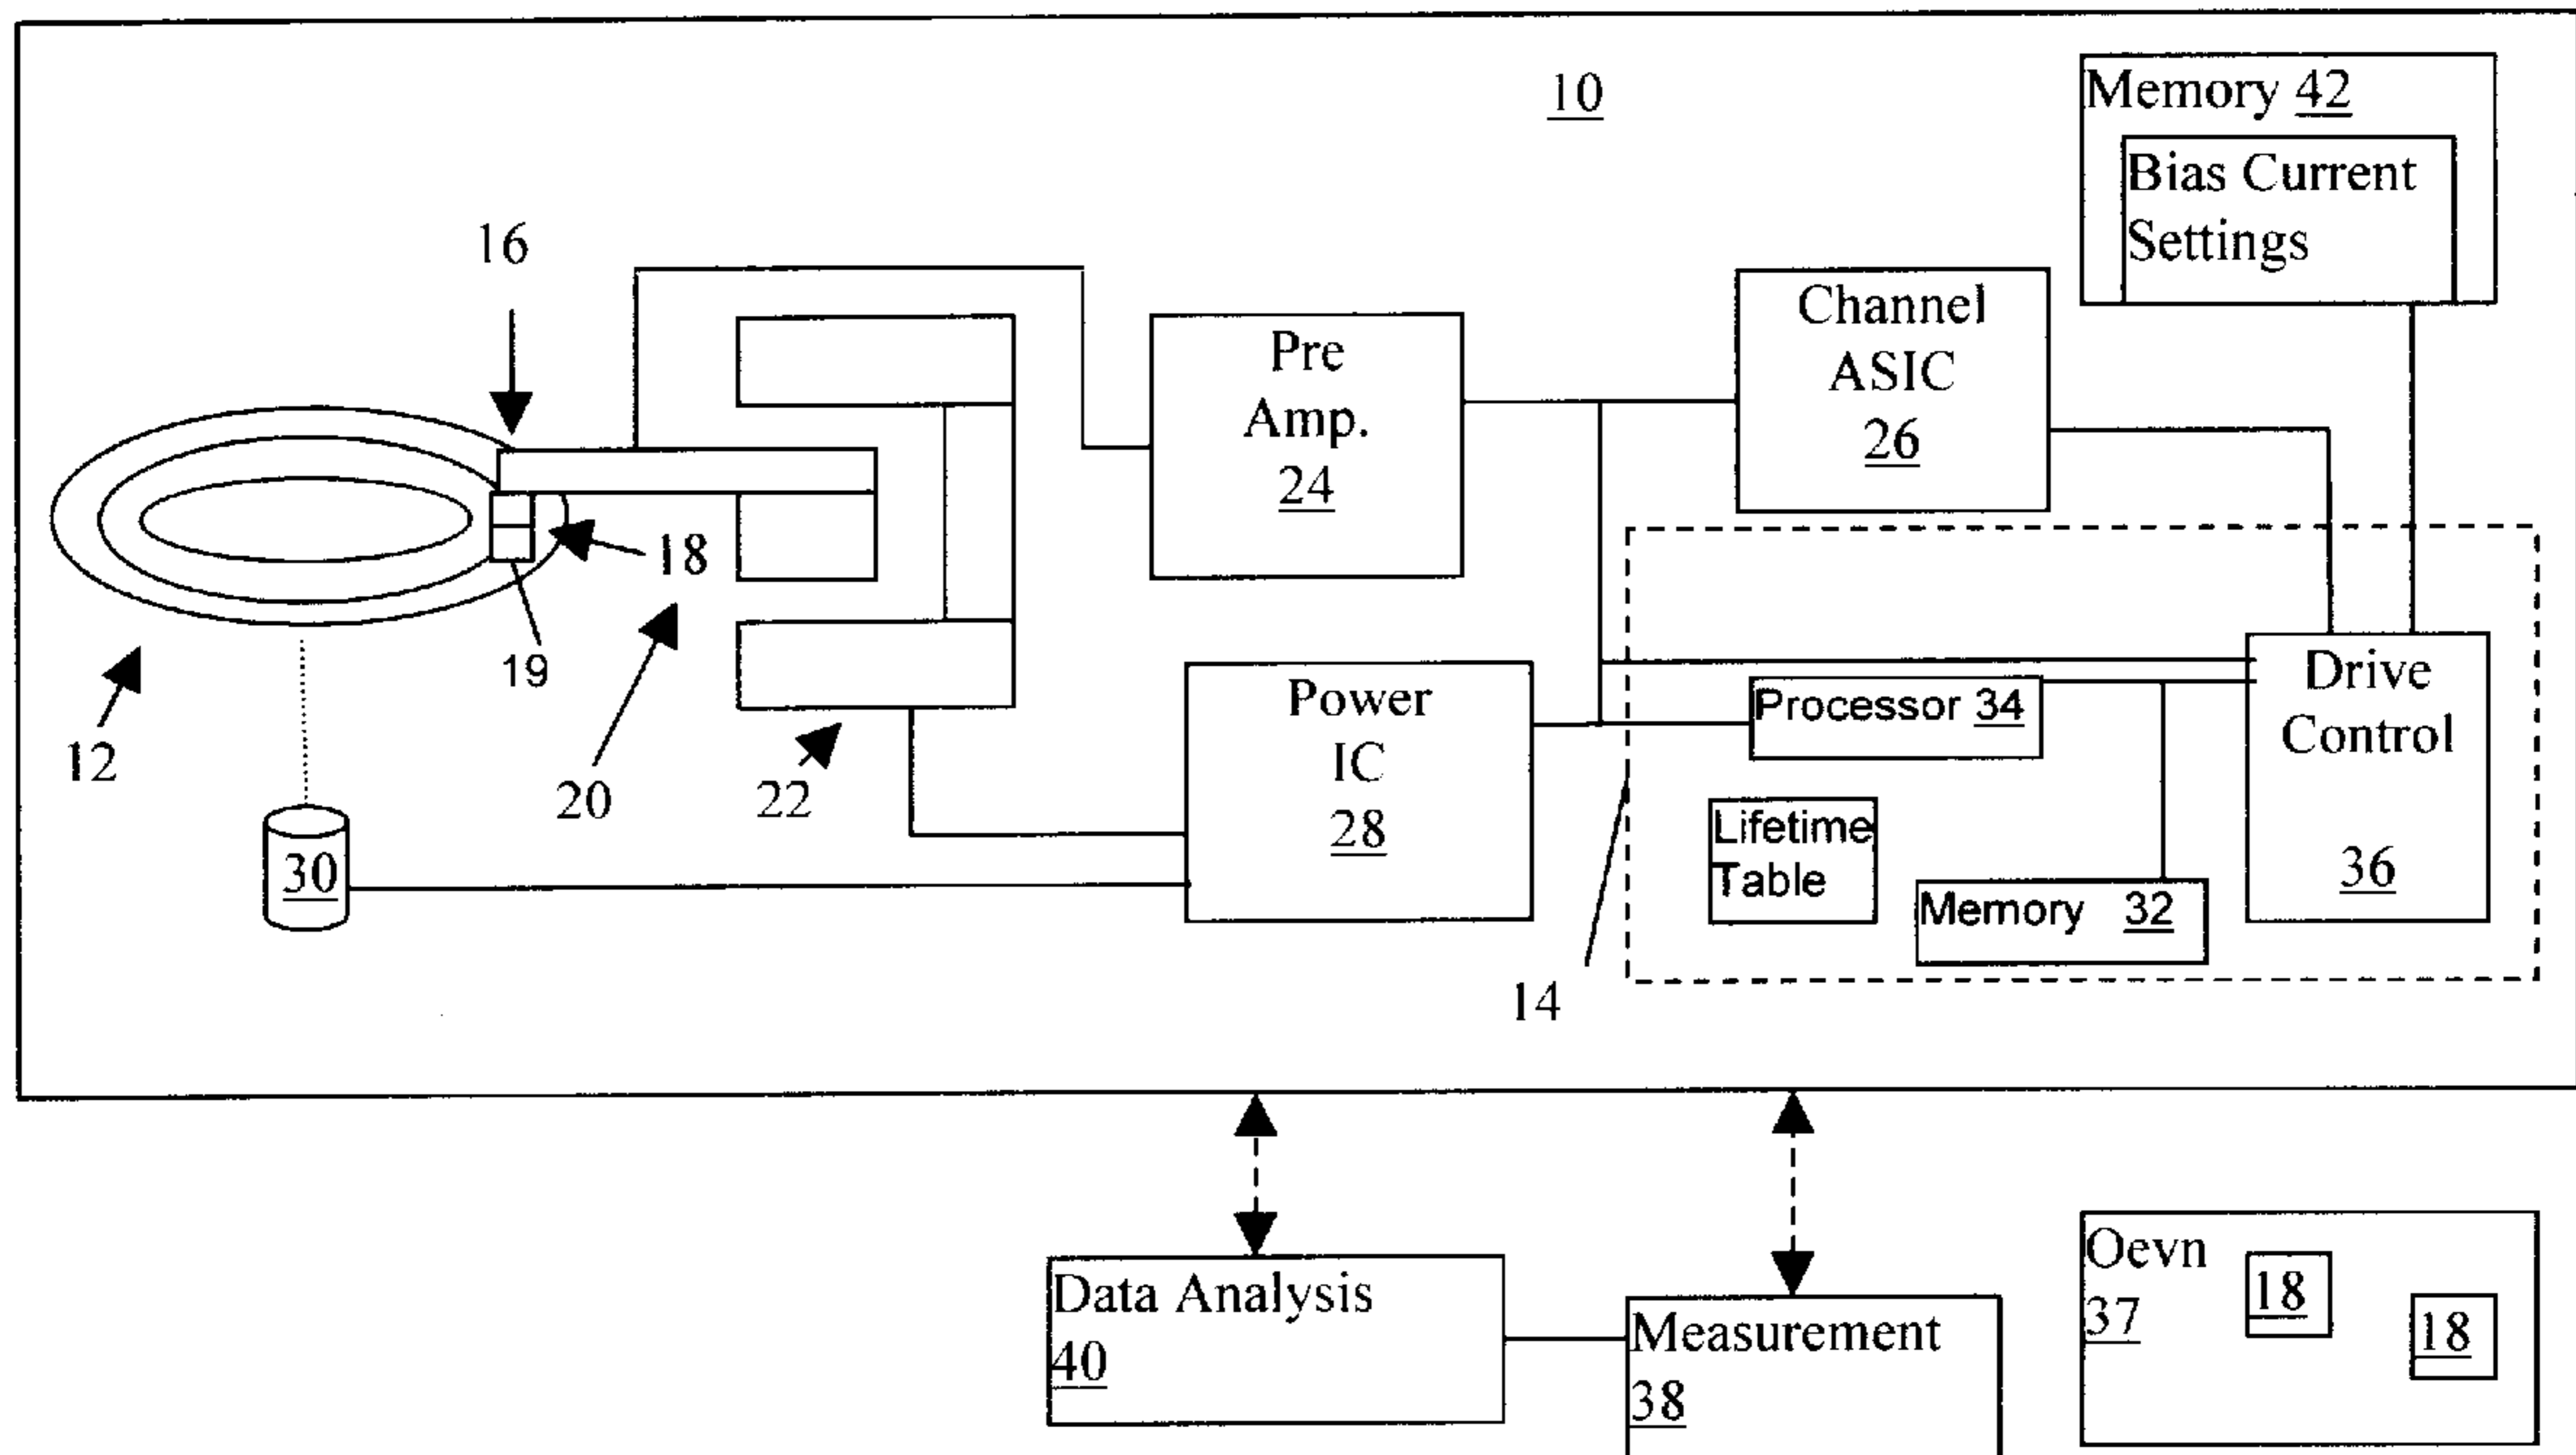 10
Memory 42
Bias Current
Settings
16
Channel
ASIC
26
Pre
Amp.
24
18
19
12
20
22
Power
IC
28
30
Processor 34
Lifetime
Table
Memory 32
Drive
Control
36
14
Data Analysis
40
Measurement
38
Oevn
37
18
18